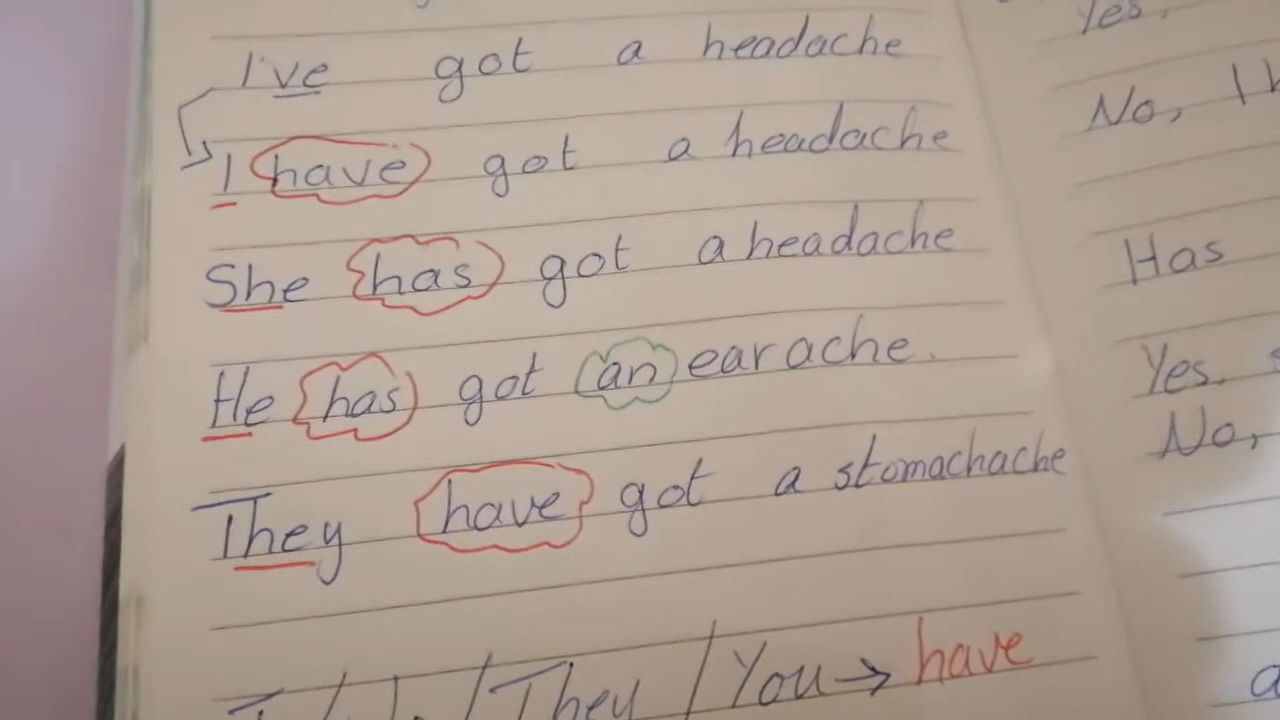 I've got a headache
I have got a headache
She has got a headache
He has got an earache.
They have got a stomachache
They / You → have
Yes,
No, I
Has
Yes,
No,